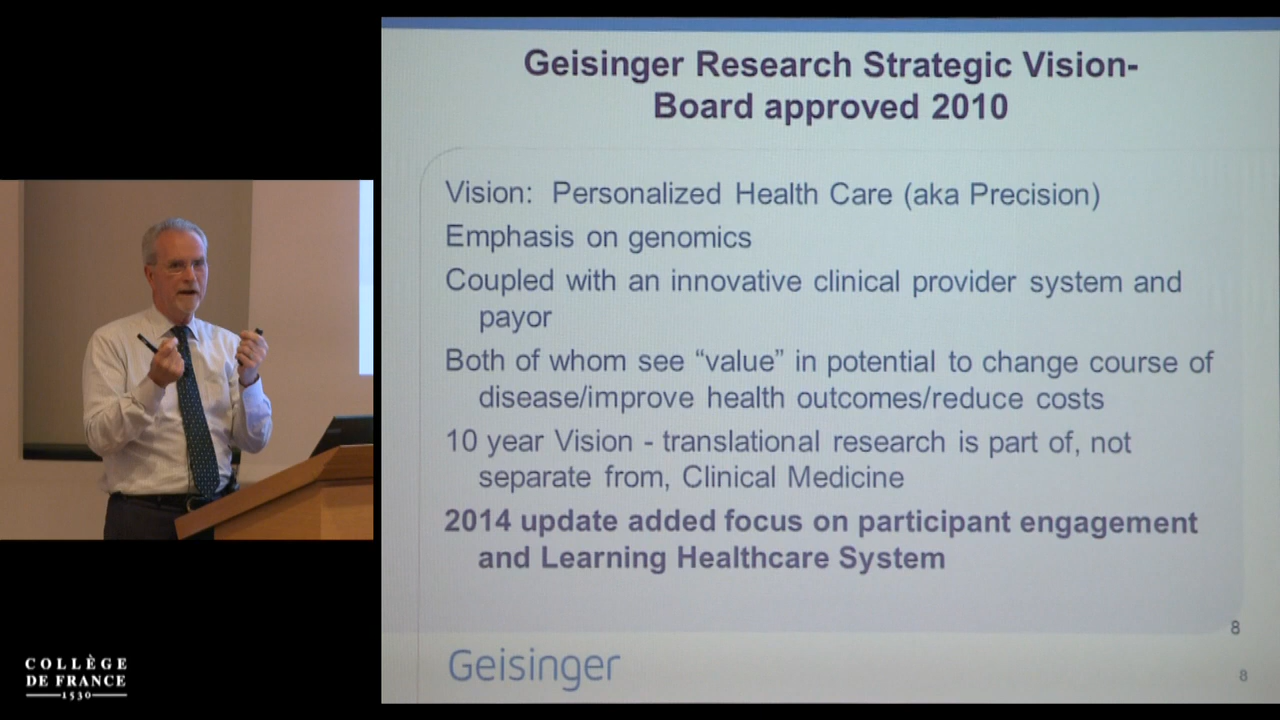 Geisinger Research Strategic Vision-
Board approved 2010
Vision: Personalized Health Care (aka Precision)
Emphasis on genomics
Coupled with an innovative clinical provider system and
payor
Both of whom see “value” in potential to change course of
disease/improve health outcomes/reduce costs
10 year Vision - translational research is part of, not
separate from, Clinical Medicine
2014 update added focus on participant engagement
and Learning Healthcare System
8
Geisinger
8
COLLÈGE
DE FRANCE
1530